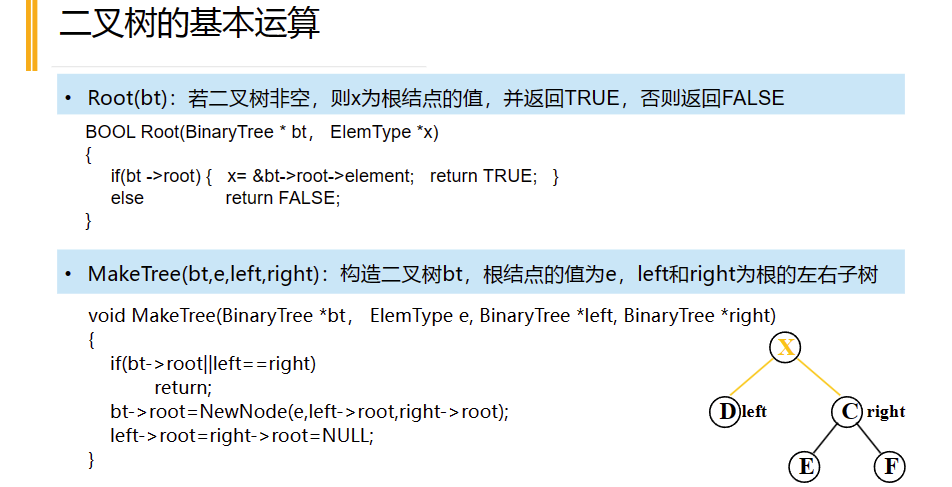 二叉树的基本运算
• Root(bt)：若二叉树非空，则x为根结点的值，并返回TRUE，否则返回FALSE
BOOL Root(BinaryTree * bt， ElemType *x)
{
if(bt ->root) { x= &bt->root->element; return TRUE; }
else return FALSE;
}
• MakeTree(bt,e,left,right)：构造二叉树bt，根结点的值为e，left和right为根的左右子树
void MakeTree(BinaryTree *bt， ElemType e, BinaryTree *left, BinaryTree *right)
{
if(bt->root||left==right)
return;
bt->root=NewNode(e,left->root,right->root);
left->root=right->root=NULL;
}
X
D left C right
E F